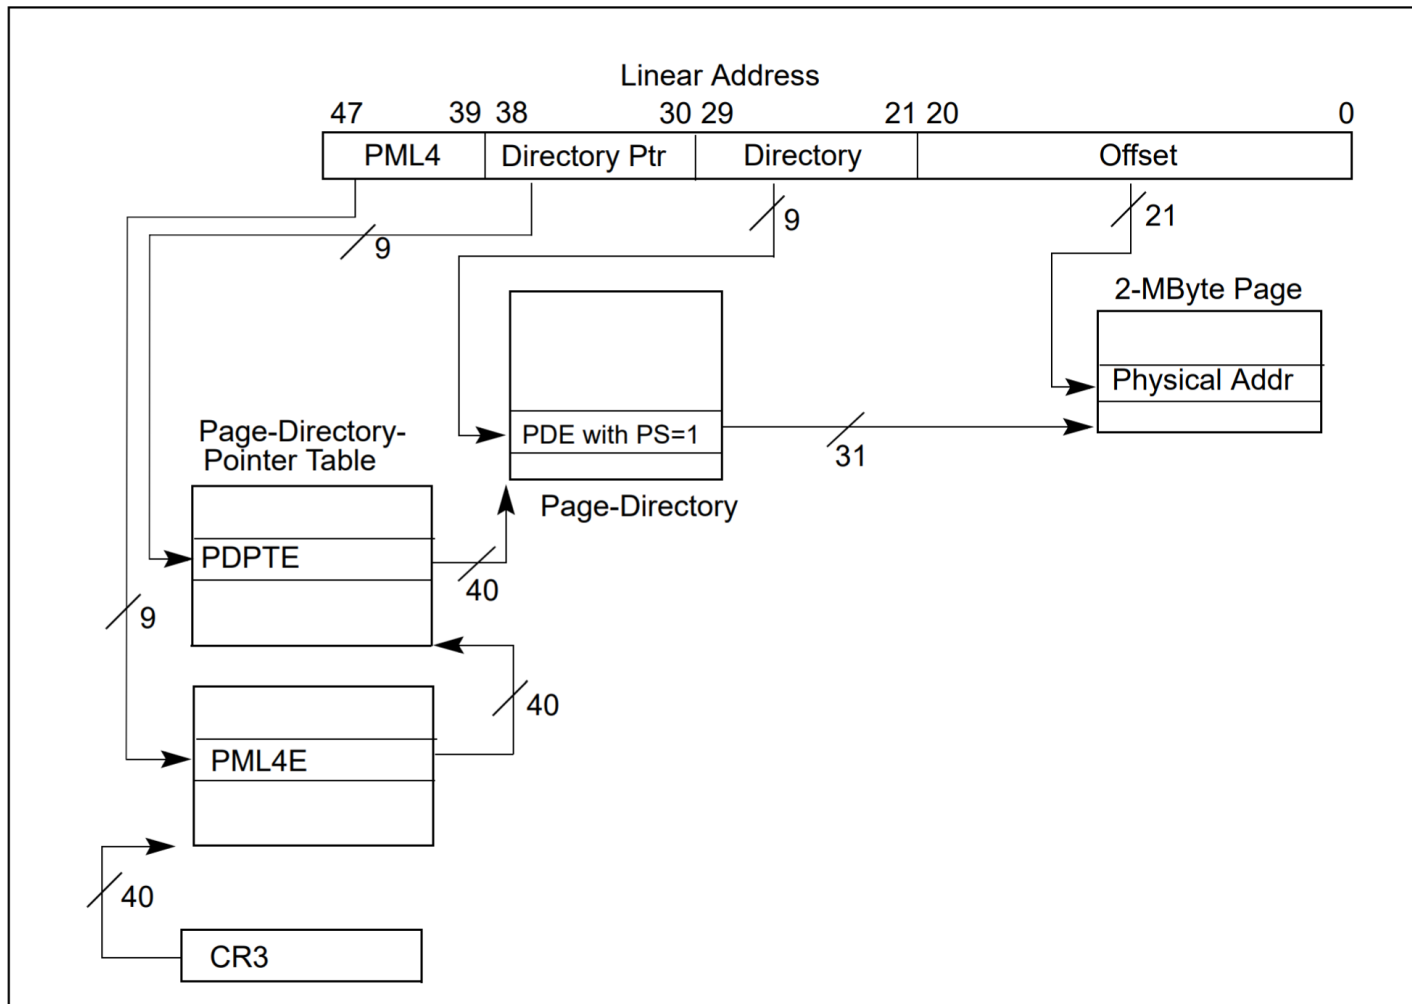 Linear Address
47 39 38 30 29 21 20 0
PML4 Directory Ptr Directory Offset
9
9
21
2-MByte Page
Physical Addr
PDE with PS=1
31
Page-Directory-
Pointer Table
Page-Directory
PDPTE
40
9
40
PML4E
40
CR3